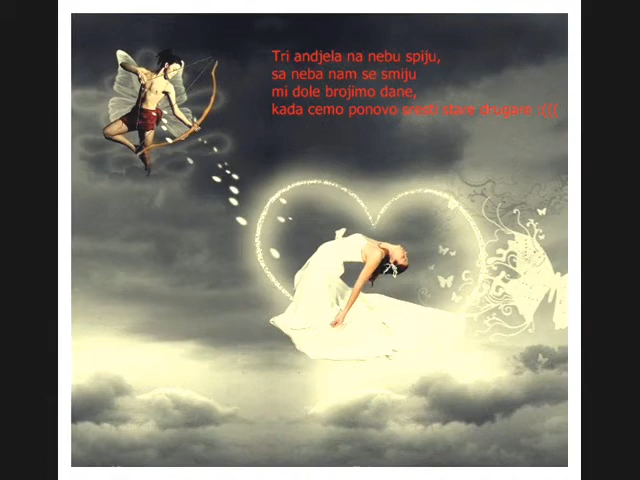 Tri andjela na nebu spiju,
sa neba nam se smiju
mi dole brojimo dane,
kada cemo ponovo sresti stare drugare :(((